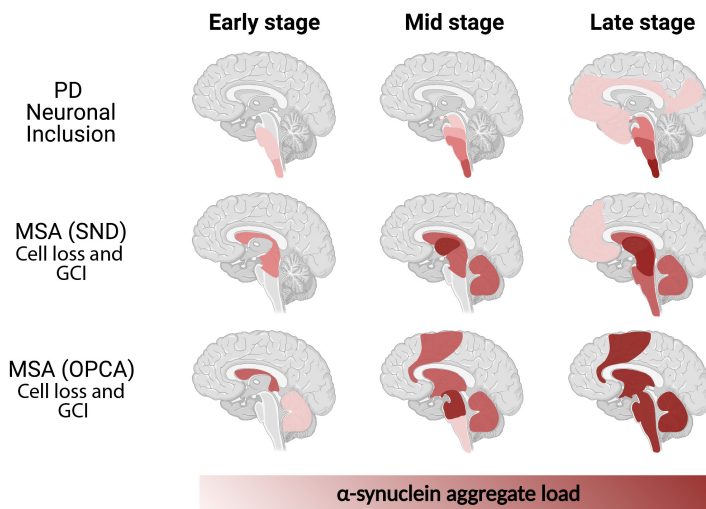 Early stage
Mid stage
Late stage
PD
Neuronal
Inclusion
MSA (SND)
Cell loss and
GCI
MSA (OPCA)
Cell loss and
GCI
α-synuclein aggregate load